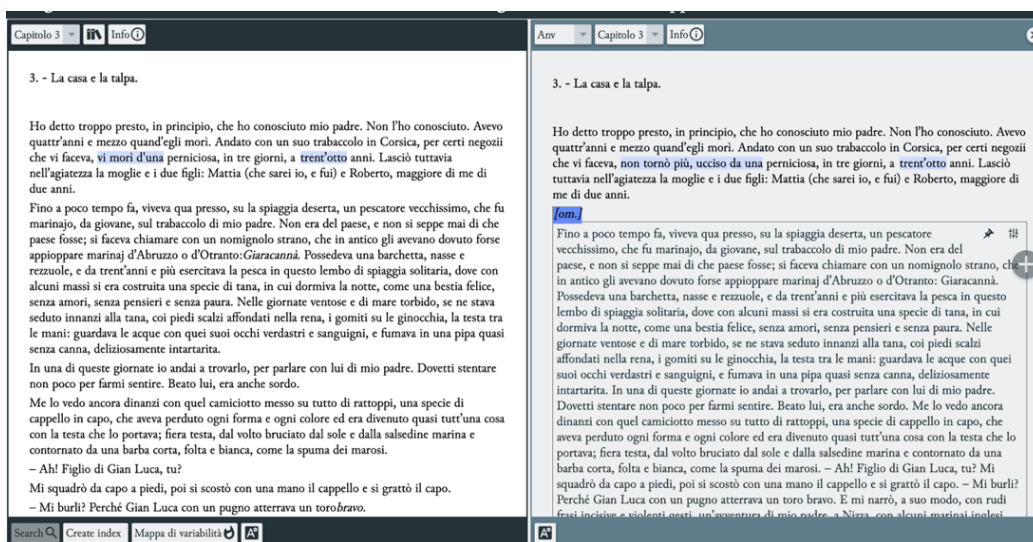 Capitolo 3
Info
3. - La casa e la talpa.
Ho detto troppo presto, in principio, che ho conosciuto mio padre. Non l'ho conosciuto. Avevo
quattr'anni e mezzo quand'egli morì. Andato con un suo trabaccolo in Corsica, per certi negozii
che vi faceva, vi morì d'una perniciosa, in tre giorni, a trent'otto anni. Lasciò tuttavia
nell'agiatezza la moglie e i due figli: Mattia (che sarei io, e fui) e Roberto, maggiore di me di
due anni.
Fino a poco tempo fa, viveva qua presso, su la spiaggia deserta, un pescatore vecchissimo, che fu
marinajo, da giovane, sul trabaccolo di mio padre. Non era del paese, e non si seppe mai di che
paese fosse; si faceva chiamare con un nomignolo strano, che in antico gli avevano dovuto forse
appioppare marinaj d'Abruzzo o d'Otranto:Giaracannà. Possedeva una barchetta, nasse e
rezzuole, e da trent'anni e più esercitava la pesca in questo lembo di spiaggia solitaria, dove con
alcuni massi si era costruita una specie di tana, in cui dormiva la notte, come una bestia felice,
senza amori, senza pensieri e senza paura. Nelle giornate ventose e di mare torbido, se ne stava
seduto innanzi alla tana, coi piedi scalzi affondati nella rena, i gomiti su le ginocchia, la testa tra
le mani: guardava le acque con quei suoi occhi verdastri e sanguigni, e fumava in una pipa quasi
senza canna, deliziosamente intartarita.
In una di queste giornate io andai a trovarlo, per parlare con lui di mio padre. Dovetti stentare
non poco per farmi sentire. Beato lui, era anche sordo.
Me lo vedo ancora dinanzi con quel camiciotto messo su tutto di rattoppi, una specie di
cappello in capo, che aveva perduto ogni forma e ogni colore ed era divenuto quasi tutt'una cosa
con la testa che lo portava; fiera testa, dal volto bruciato dal sole e dalla salsedine marina e
contornato da una barba corta, folta e bianca, come la spuma dei marosi.
– Ah! Figlio di Gian Luca, tu?
Mi squadrò da capo a piedi, poi si scostò con una mano il cappello e si grattò il capo.
– Mi burli? Perché Gian Luca con un pugno atterrava un torobravo.
Search
Create index
Mappa di variabilità
Anv
Capitolo 3
Info
3. - La casa e la talpa.
Ho detto troppo presto, in principio, che ho conosciuto mio padre. Non l'ho conosciuto. Avevo
quattr'anni e mezzo quand'egli morì. Andato con un suo trabaccolo in Corsica, per certi negozii
che vi faceva, non tornò più, ucciso da una perniciosa, in tre giorni, a trent'otto anni. Lasciò
tuttavia nell'agiatezza la moglie e i due figli: Mattia (che sarei io, e fui) e Roberto, maggiore di
me di due anni.
[om.]
Fino a poco tempo fa, viveva qua presso, su la spiaggia deserta, un pescatore
vecchissimo, che fu marinajo, da giovane, sul trabaccolo di mio padre. Non era del
paese, e non si seppe mai di che paese fosse; si faceva chiamare con un nomignolo strano, che
in antico gli avevano dovuto forse appioppare marinaj d'Abruzzo o d'Otranto: Giaracannà.
Possedeva una barchetta, nasse e rezzuole, e da trent'anni e più esercitava la pesca in questo
lembo di spiaggia solitaria, dove con alcuni massi si era costruita una specie di tana, in cui
dormiva la notte, come una bestia felice, senza amori, senza pensieri e senza paura. Nelle
giornate ventose e di mare torbido, se ne stava seduto innanzi alla tana, coi piedi scalzi
affondati nella rena, i gomiti su le ginocchia, la testa tra le mani: guardava le acque con quei
suoi occhi verdastri e sanguigni, e fumava in una pipa quasi senza canna, deliziosamente
intartarita. In una di queste giornate io andai a trovarlo, per parlare con lui di mio padre.
Dovetti stentare non poco per farmi sentire. Beato lui, era anche sordo. Me lo vedo ancora
dinanzi con quel camiciotto messo su tutto di rattoppi, una specie di cappello in capo, che
aveva perduto ogni forma e ogni colore ed era divenuto quasi tutt'una cosa con la testa che lo
portava; fiera testa, dal volto bruciato dal sole e dalla salsedine marina e contornato da una
barba corta, folta e bianca, come la spuma dei marosi. – Ah! Figlio di Gian Luca, tu? Mi
squadrò da capo a piedi, poi si scostò con una mano il cappello e si grattò il capo. – Mi burli?
Perché Gian Luca con un pugno atterrava un toro bravo. E mi narrò, a suo modo, con rudi
frasi incisive e violenti gesti, un'avventura di mio padre, a Nizza, con alcuni marinai inglesi